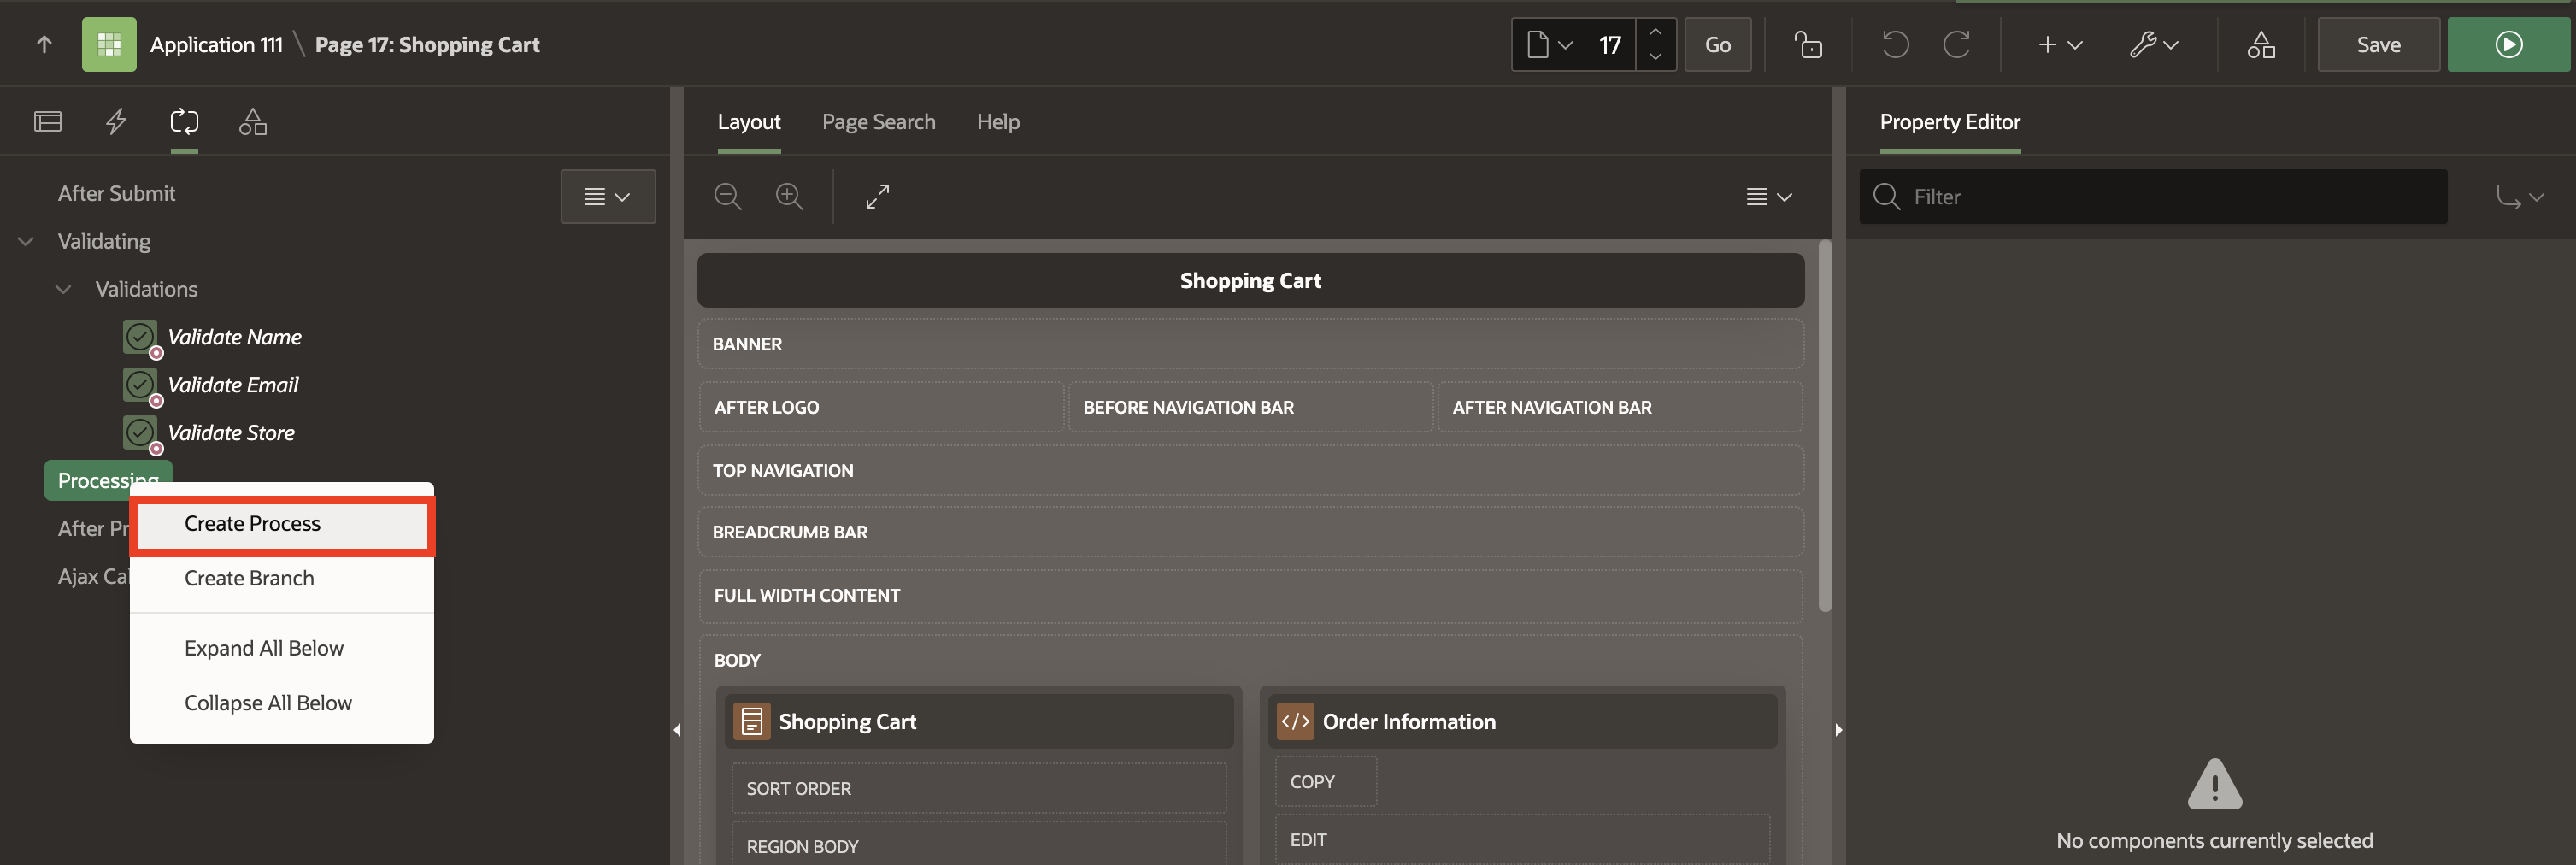 Application 111 \ Page 17: Shopping Cart
17
Go
Save
Layout
Page Search
Help
Property Editor
After Submit
Filter
Validating
Validations
Validate Name
Validate Email
Validate Store
Processing
After Pr
Ajax Cal
Create Process
Create Branch
Expand All Below
Collapse All Below
Shopping Cart
BANNER
AFTER LOGO
BEFORE NAVIGATION BAR
AFTER NAVIGATION BAR
TOP NAVIGATION
BREADCRUMB BAR
FULL WIDTH CONTENT
BODY
Shopping Cart
SORT ORDER
REGION BODY
Order Information
COPY
EDIT
No components currently selected